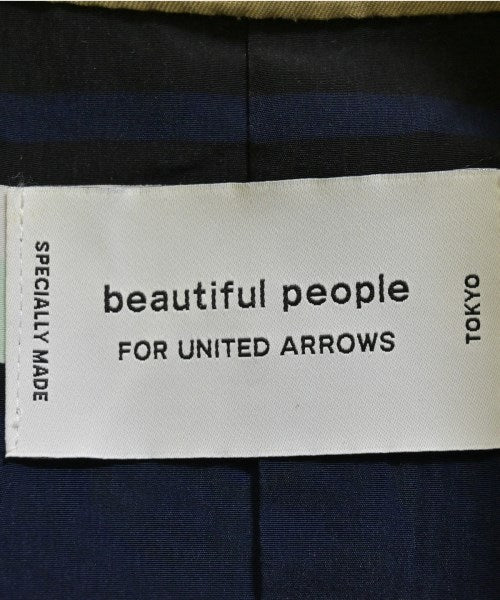 SPECIALLY MADE
beautiful people
FOR UNITED ARROWS
TOKYO